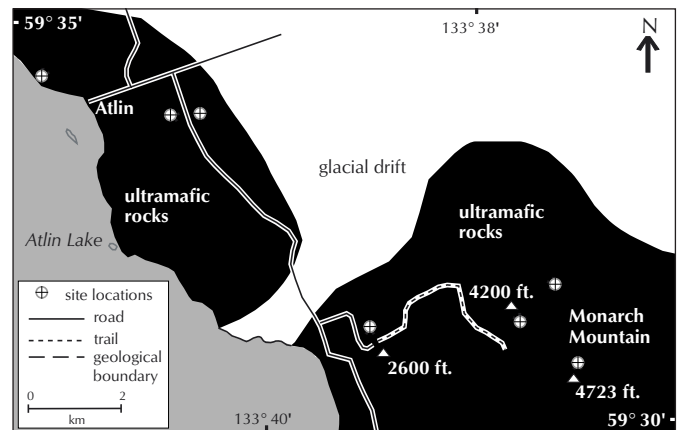 59° 35'
133° 38'
N
Atlin
glacial drift
ultramafic
rocks
ultramafic
rocks
Atlin Lake
4200 ft.
Monarch
Mountain
2600 ft.
4723 ft.
site locations
road
trail
geological
boundary
0 2
km
133° 40'
59° 30'